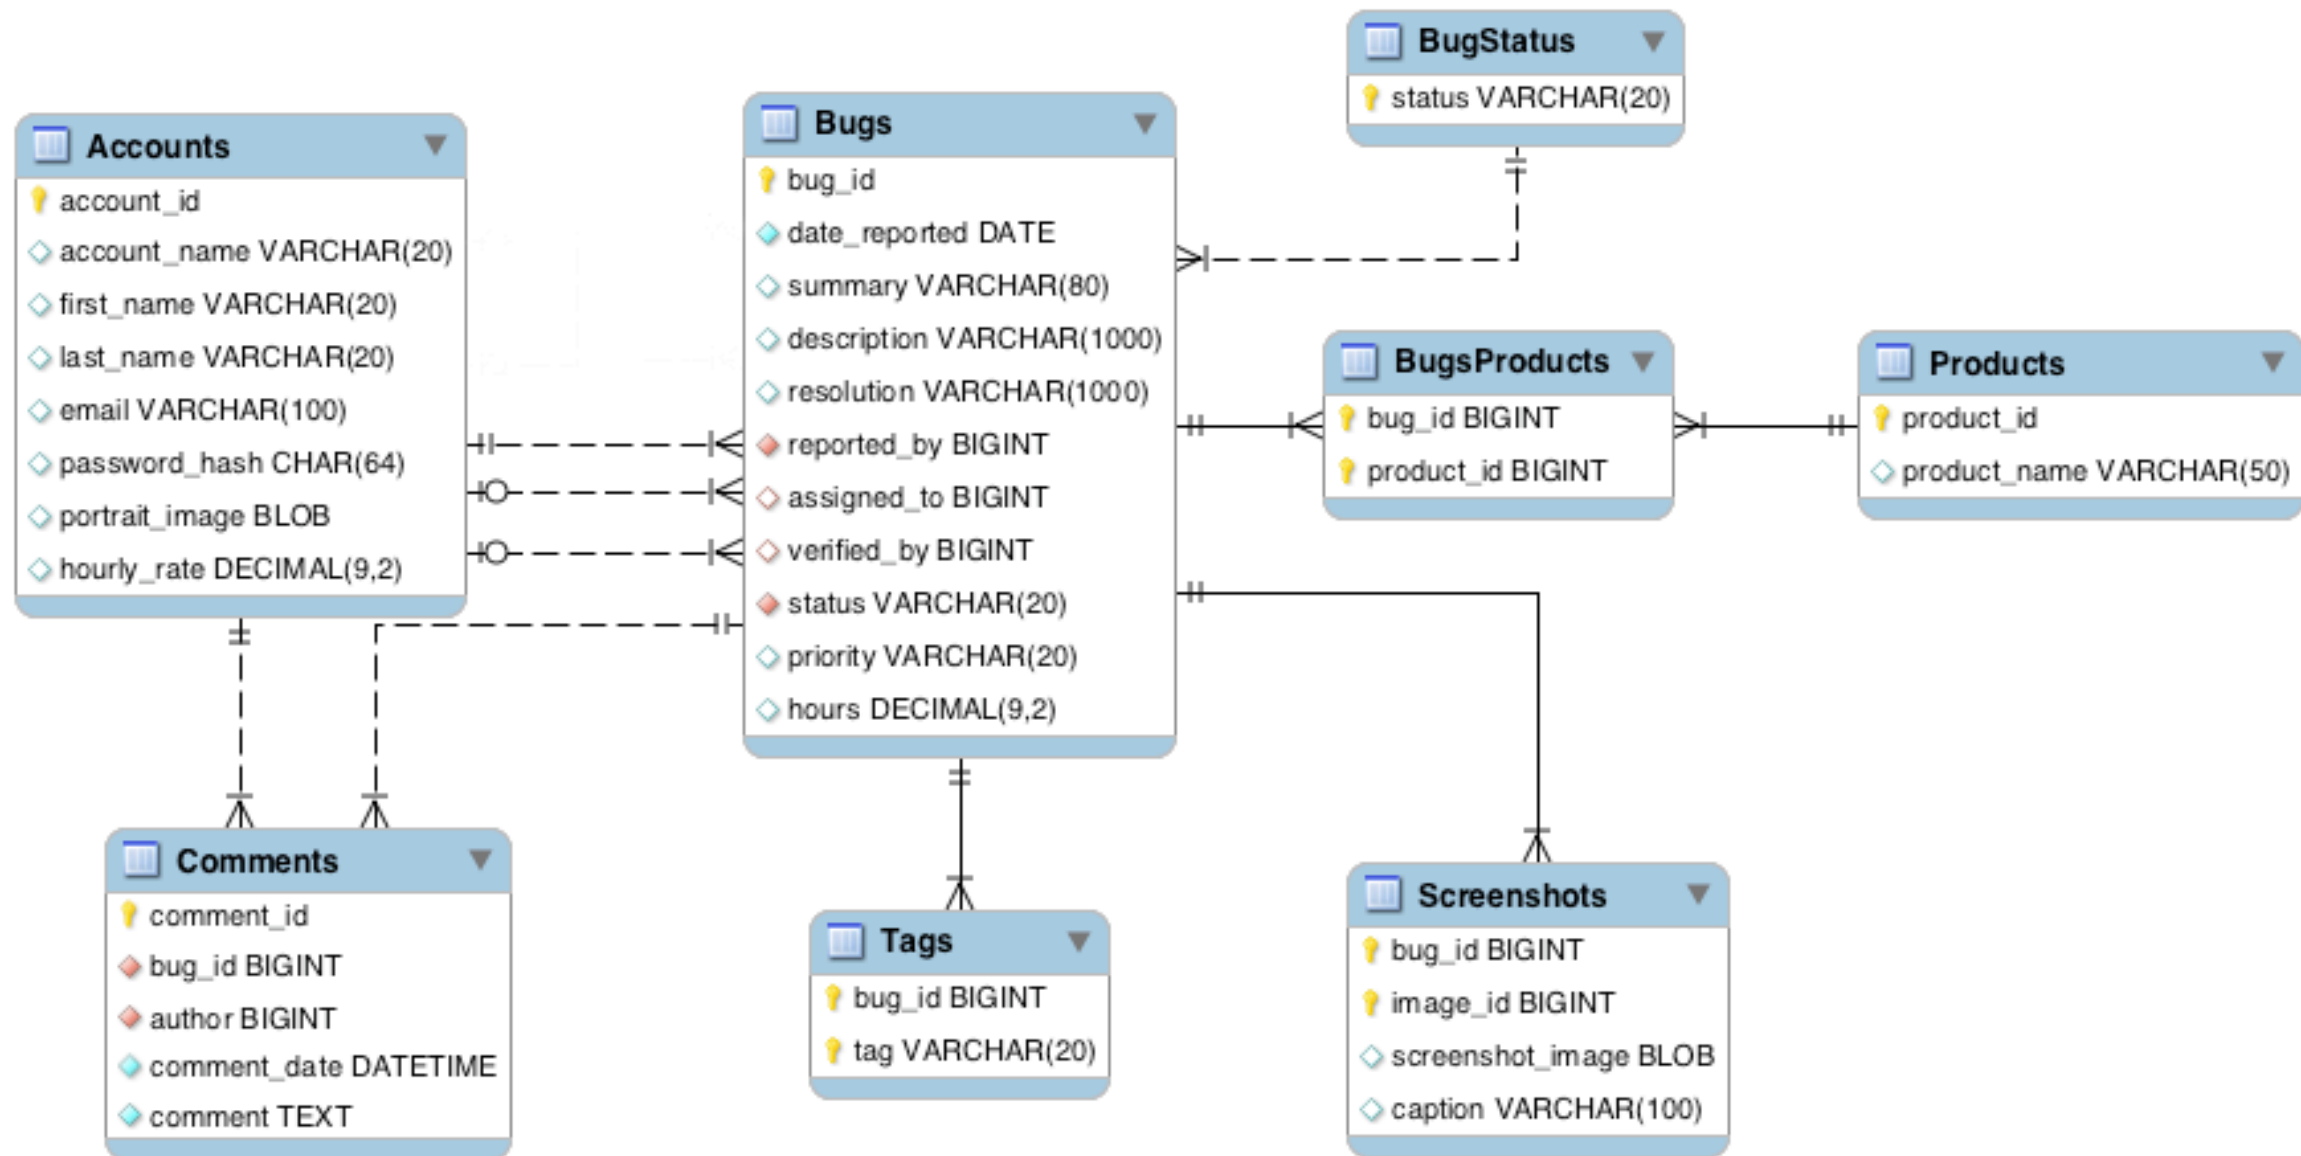 Accounts
account_id
account_name VARCHAR(20)
first_name VARCHAR(20)
last_name VARCHAR(20)
email VARCHAR(100)
password_hash CHAR(64)
portrait_image BLOB
hourly_rate DECIMAL(9,2)
Bugs
bug_id
date_reported DATE
summary VARCHAR(80)
description VARCHAR(1000)
resolution VARCHAR(1000)
reported_by BIGINT
assigned_to BIGINT
verified_by BIGINT
status VARCHAR(20)
priority VARCHAR(20)
hours DECIMAL(9,2)
BugStatus
status VARCHAR(20)
BugsProducts
bug_id BIGINT
product_id BIGINT
Products
product_id
product_name VARCHAR(50)
Comments
comment_id
bug_id BIGINT
author BIGINT
comment_date DATETIME
comment TEXT
Tags
bug_id BIGINT
tag VARCHAR(20)
Screenshots
bug_id BIGINT
image_id BIGINT
screenshot_image BLOB
caption VARCHAR(100)